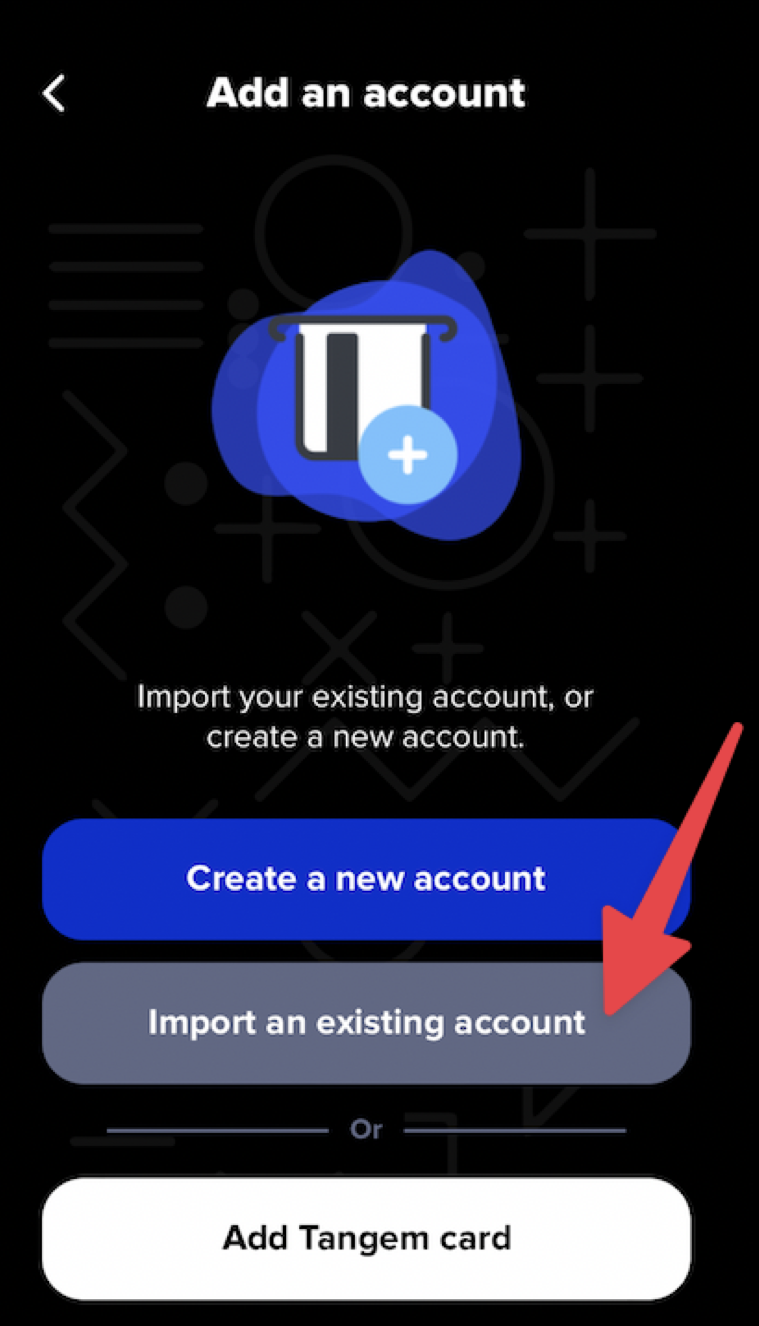 Add an account
Import your existing account, or
create a new account.
Create a new account
Import an existing account
Or
Add Tangem card